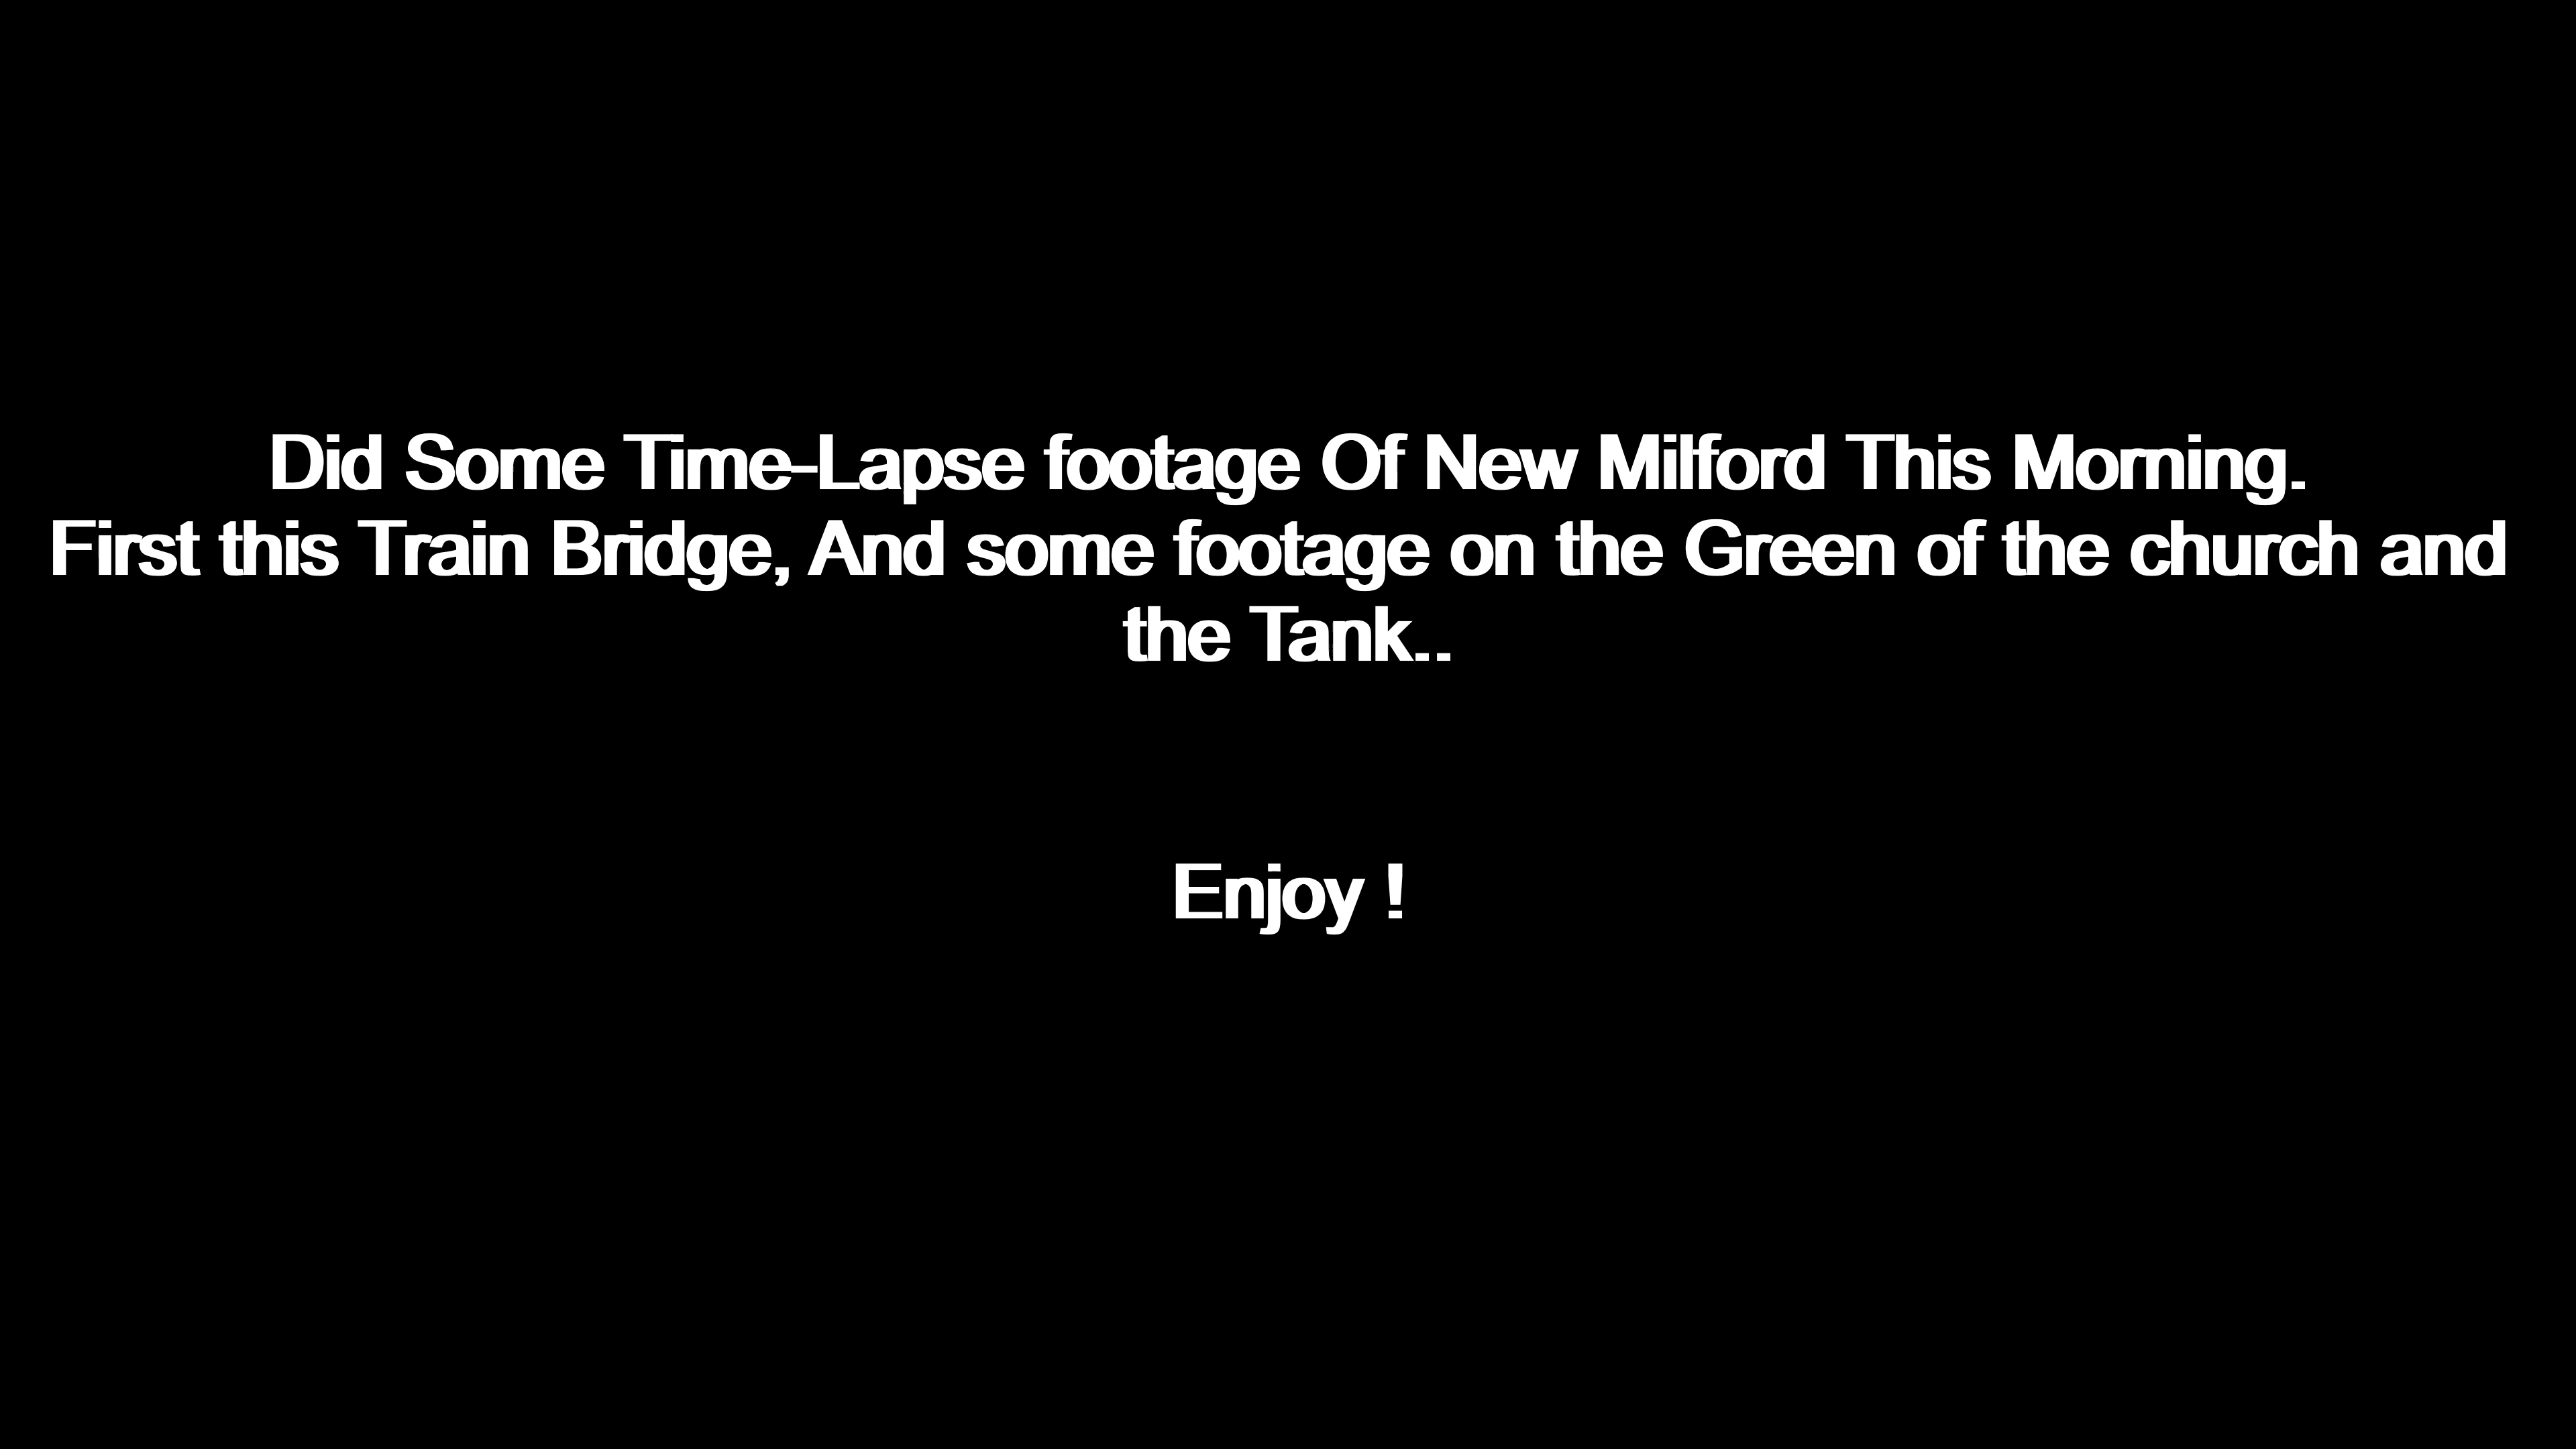 Did Some Time-Lapse footage Of New Milford This Morning.
First this Train Bridge, And some footage on the Green of the church and
the Tank..
Enjoy !